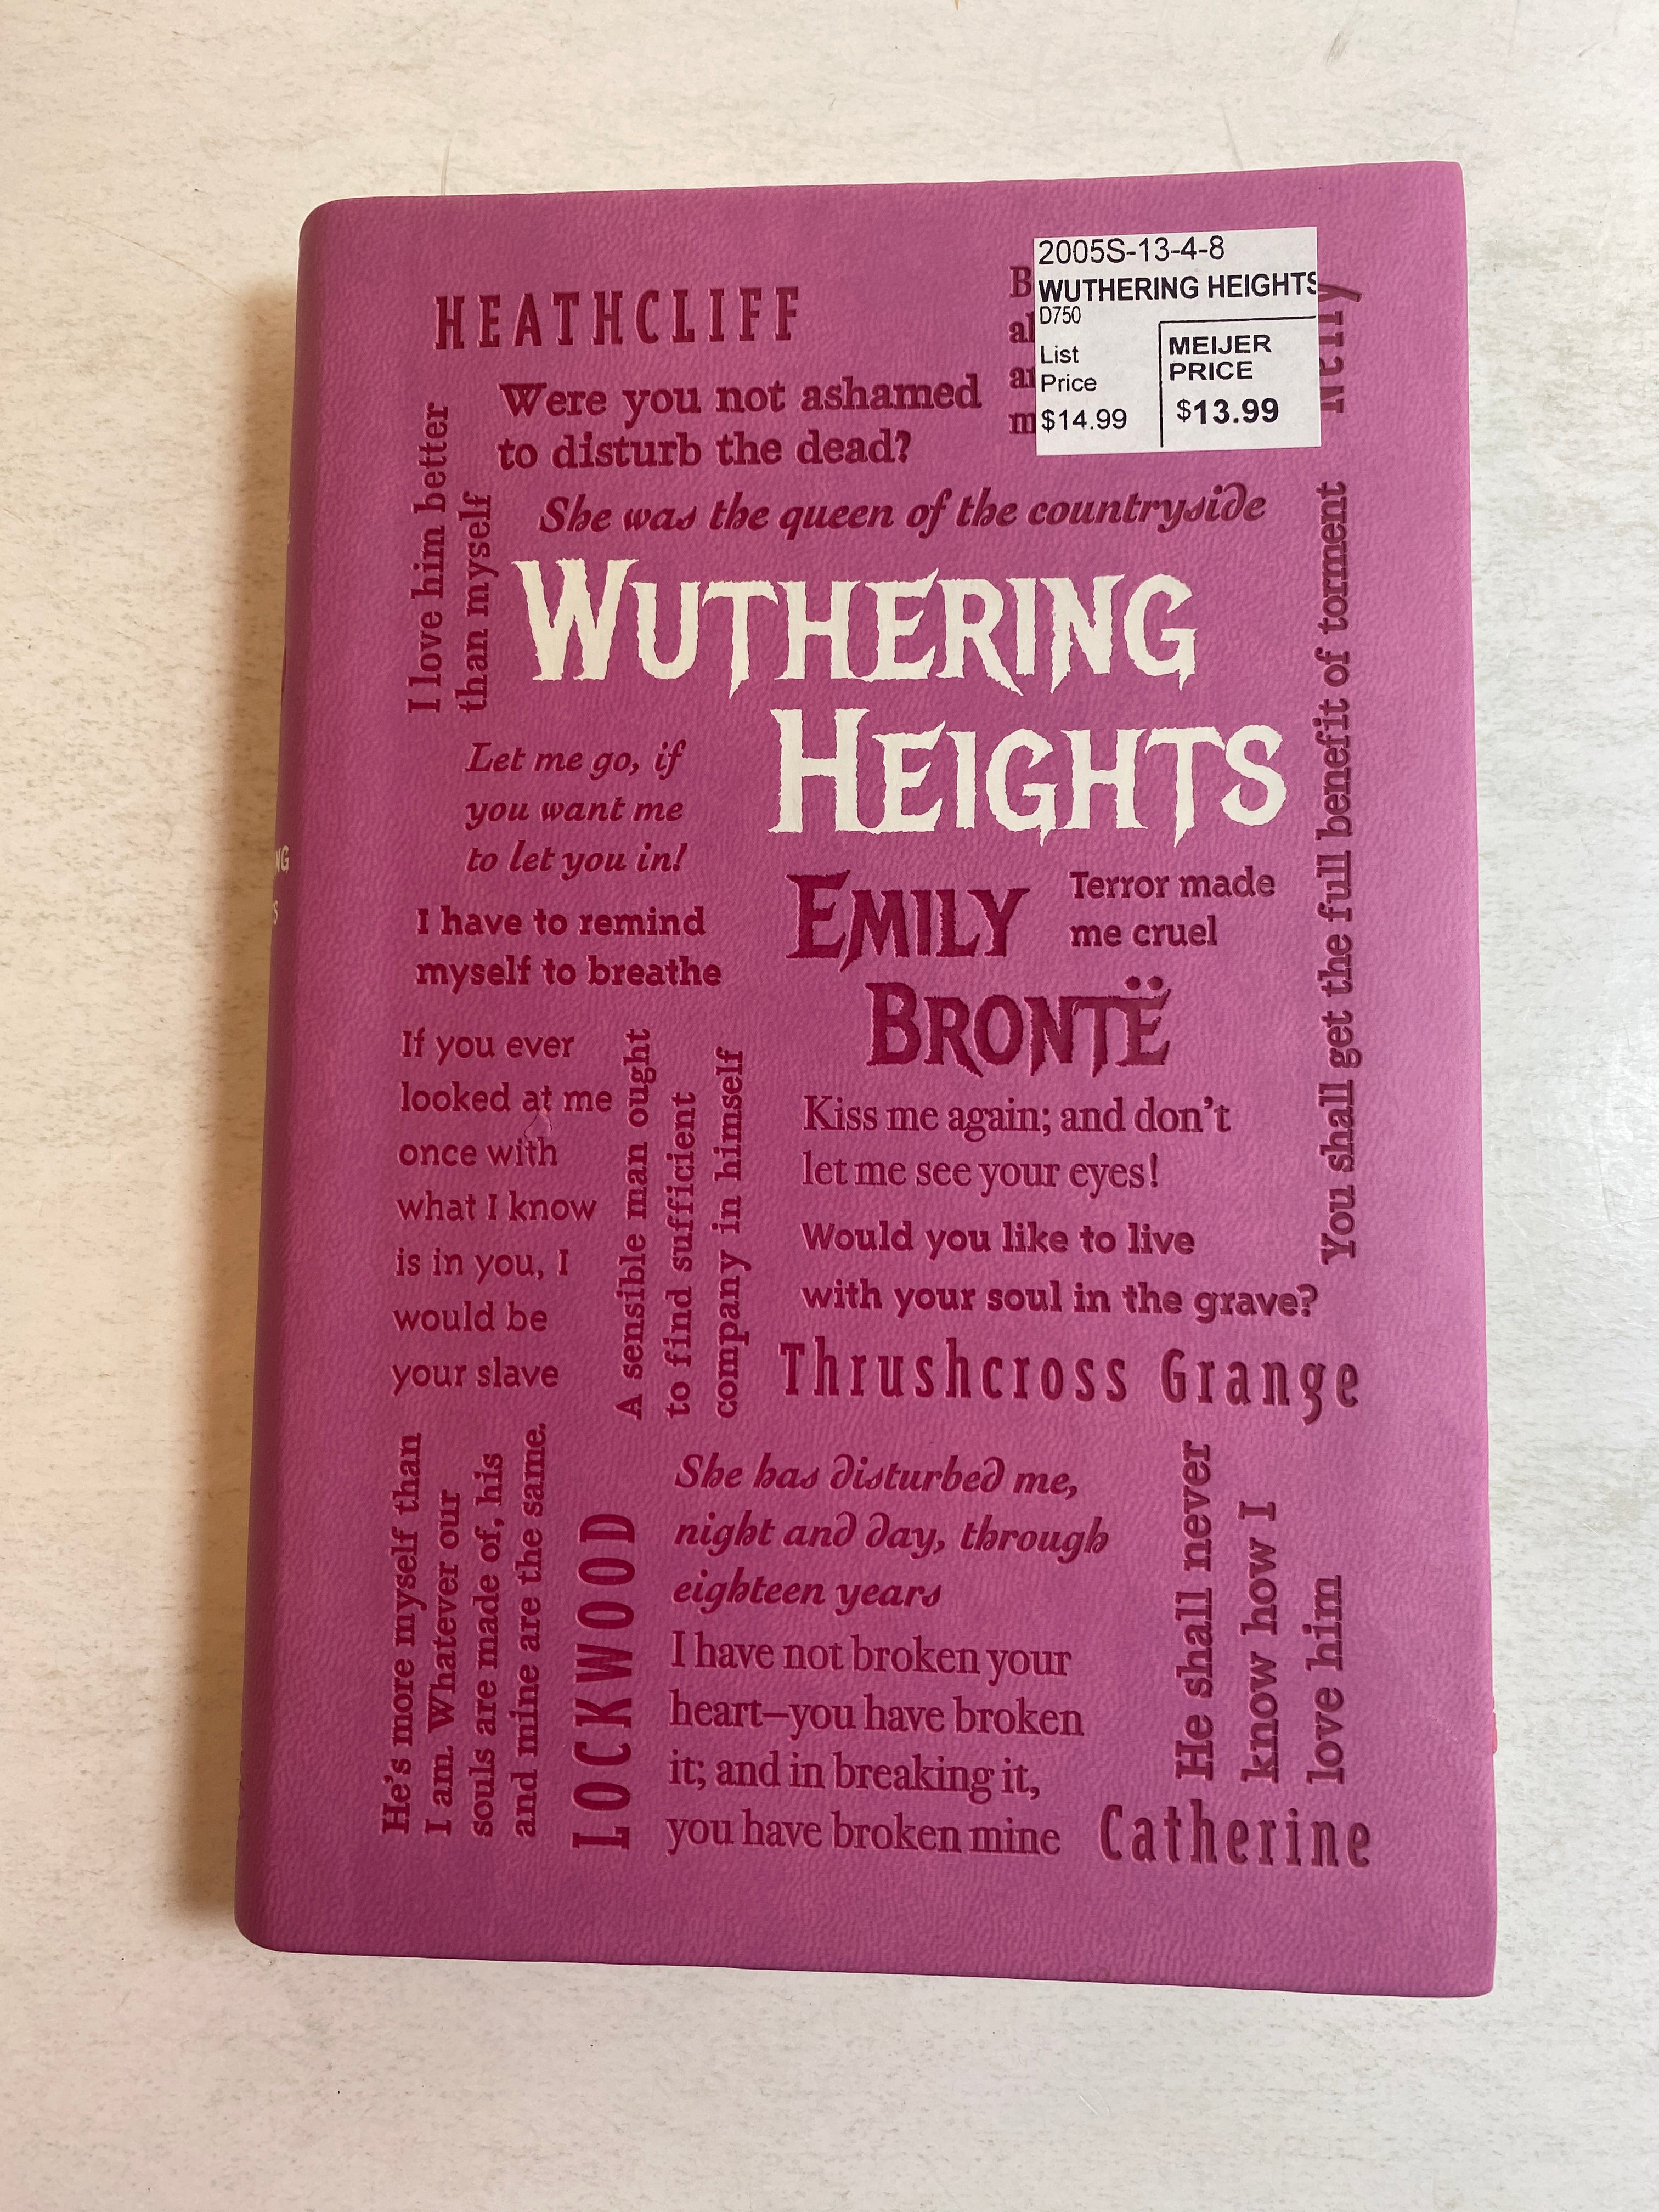 2005S-13-4-8
WUTHERING HEIGHTS
D750
List
Price
$14.99
MEIJER
PRICE
$13.99
HEATHCLIFF
Were you not ashamed
to disturb the dead?
Nelly
I love him better
than myself
She was the queen of the countryside
WUTHERING
HEIGHTS
You shall get the full benefit of torment
Let me go, if
you want me
to let you in!
EMILY
BRONTË
Terror made
me cruel
I have to remind
myself to breathe
If you ever
looked at me
once with
what I know
is in you, I
would be
your slave
A sensible man ought
to find sufficient
company in himself
Kiss me again; and don't
let me see your eyes!
Would you like to live
with your soul in the grave?
Thrushcross Grange
He's more myself than
I am. Whatever our
souls are made of, his
and mine are the same.
LOCKWOOD
She has disturbed me,
night and day, through
eighteen years
I have not broken your
heart—you have broken
it; and in breaking it,
you have broken mine
He shall never
know how I
love him
Catherine